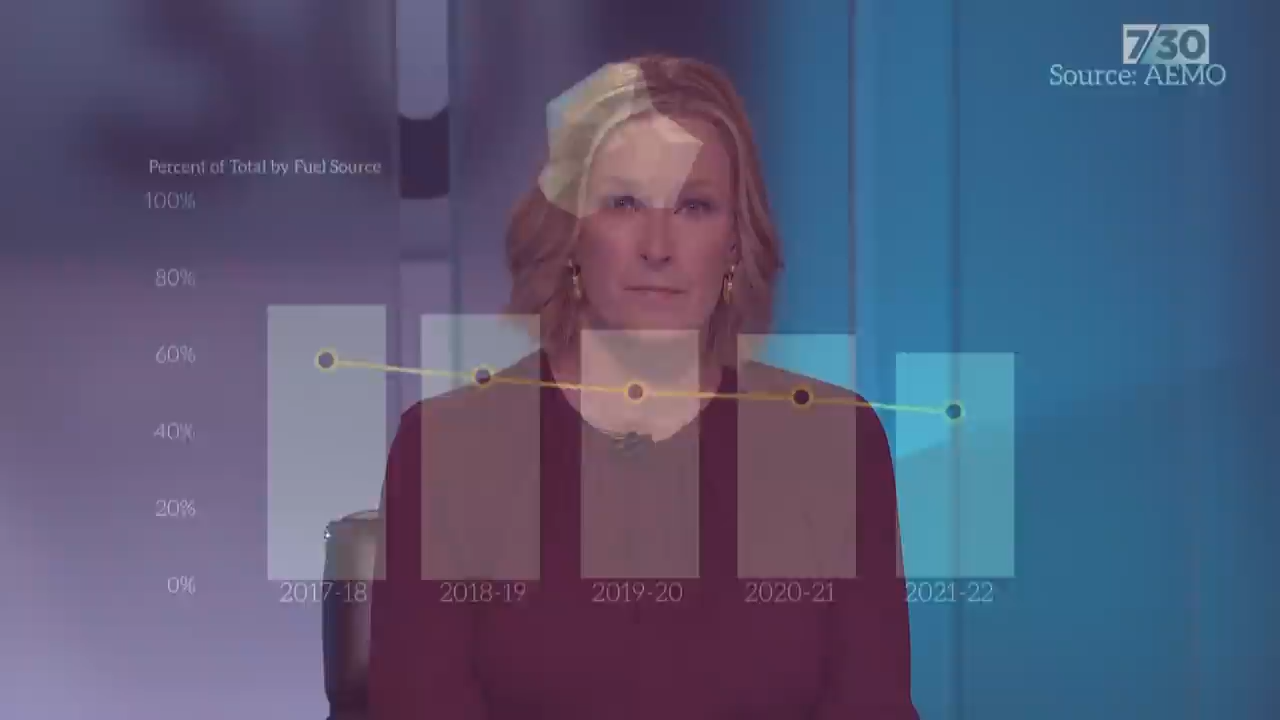 7/30
Source: AEMO
Percent of Total by Fuel Source
100%
80%
60%
40%
20%
0%
2017-18 2018-19 2019-20 2020-21 2021-22